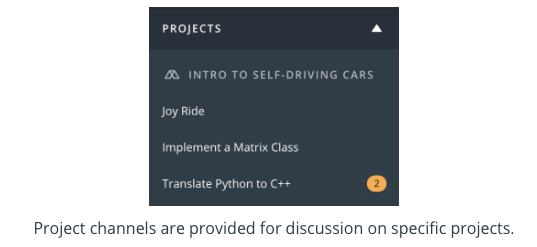 PROJECTS
INTRO TO SELF-DRIVING CARS
Joy Ride
Implement a Matrix Class
Translate Python to C++ 2
Project channels are provided for discussion on specific projects.